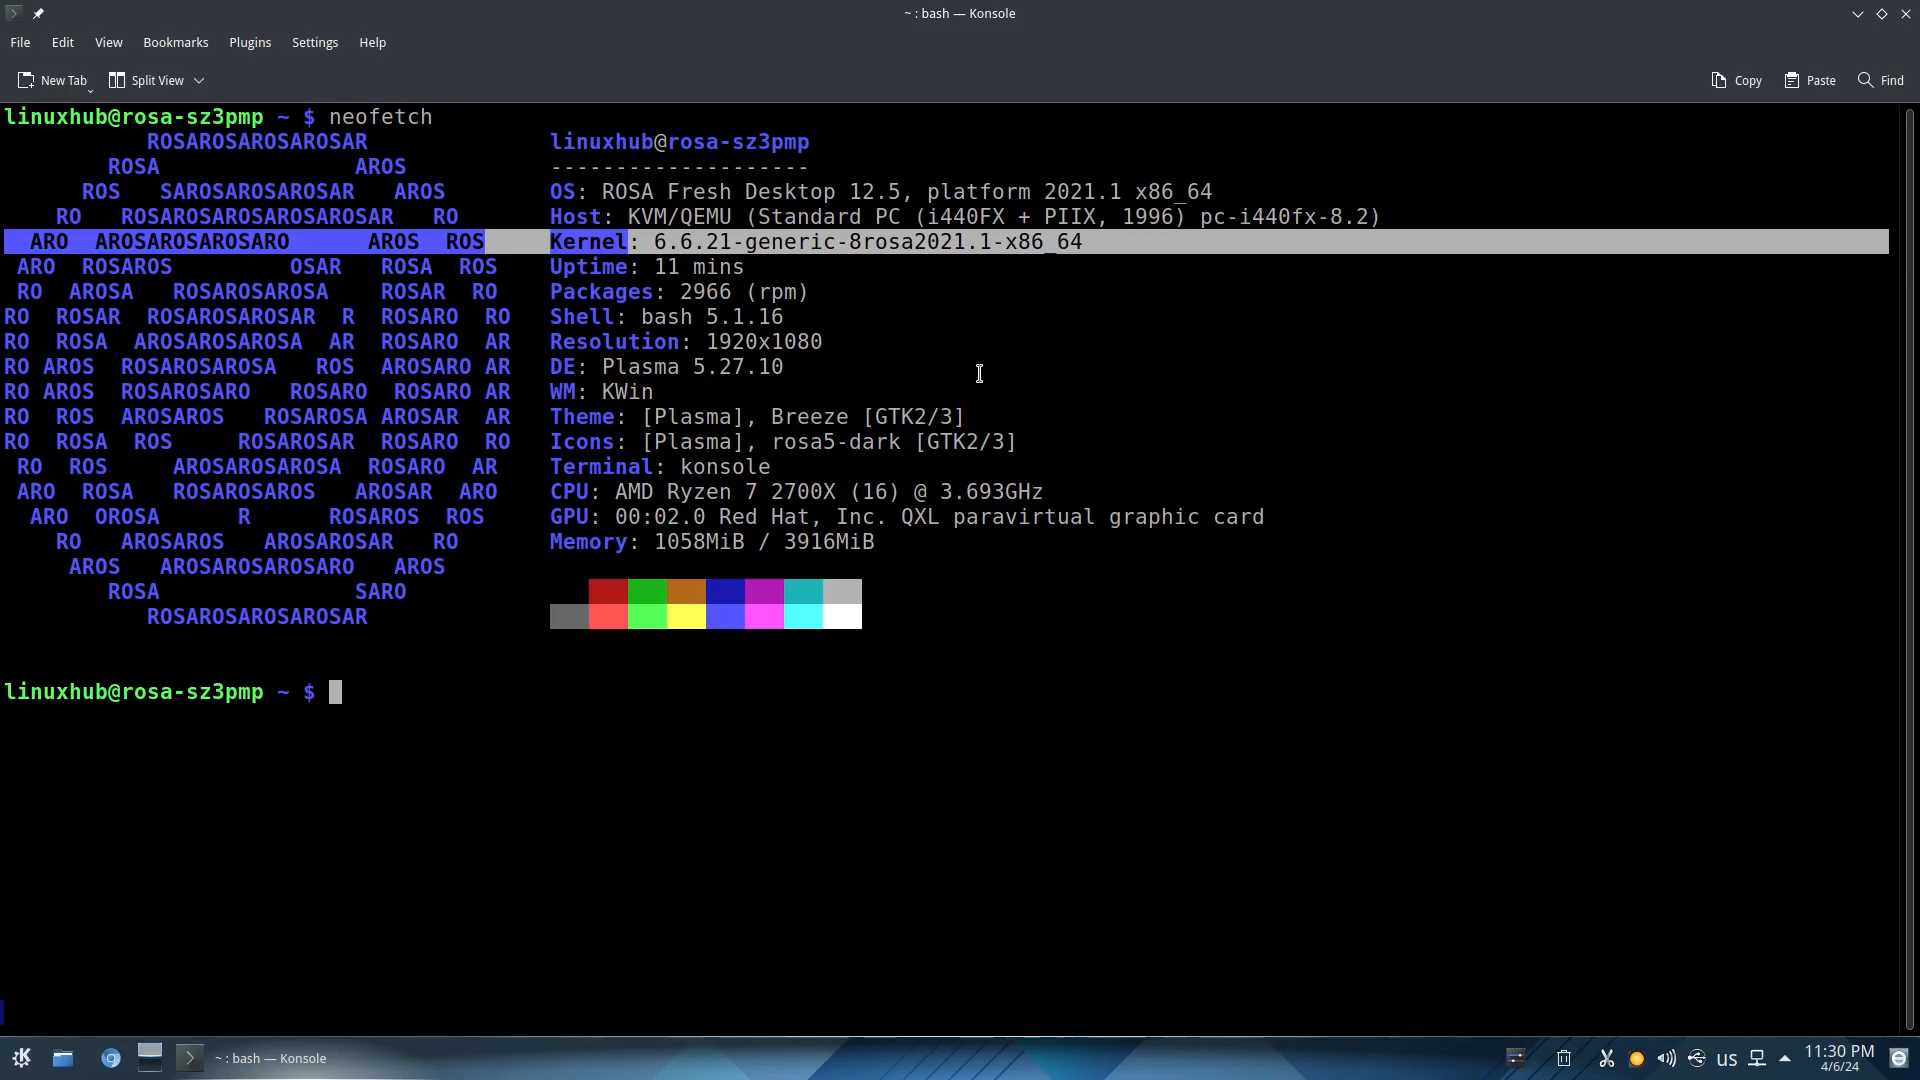 ~ : bash — Konsole
File Edit View Bookmarks Plugins Settings Help
New Tab Split View Copy Paste Find
linuxhub@rosa-sz3pmp ~ $ neofetch
ROSAROSAROSAROSAR linuxhub@rosa-sz3pmp
ROSA AROS --------------------
ROS SAROSAROSAROSAR AROS OS: ROSA Fresh Desktop 12.5, platform 2021.1 x86_64
RO ROSAROSAROSAROSAROSAR RO Host: KVM/QEMU (Standard PC (i440FX + PIIX, 1996) pc-i440fx-8.2)
ARO AROSAROSAROSARO AROS ROS Kernel: 6.6.21-generic-8rosa2021.1-x86_64
ARO ROSAROS OSAR ROSA ROS Uptime: 11 mins
RO AROSA ROSAROSAROSA ROSAR RO Packages: 2966 (rpm)
RO ROSAR ROSAROSAROSAR R ROSARO RO Shell: bash 5.1.16
RO ROSA AROSAROSAROSA AR ROSARO AR Resolution: 1920x1080
RO AROS ROSAROSAROSA ROS AROSARO AR DE: Plasma 5.27.10
RO AROS ROSAROSARO ROSARO ROSARO AR WM: KWin
RO ROS AROSAROS ROSAROSA AROSAR AR Theme: [Plasma], Breeze [GTK2/3]
RO ROSA ROS ROSAROSAR ROSARO RO Icons: [Plasma], rosa5-dark [GTK2/3]
RO ROS AROSAROSAROSA ROSARO AR Terminal: konsole
ARO ROSA ROSAROSAROS AROSAR ARO CPU: AMD Ryzen 7 2700X (16) @ 3.693GHz
ARO OROSA R ROSAROS ROS GPU: 00:02.0 Red Hat, Inc. QXL paravirtual graphic card
RO AROSAROS AROSAROSAR RO Memory: 1058MiB / 3916MiB
AROS AROSAROSAROSARO AROS
ROSA SARO
ROSAROSAROSAROSAR
linuxhub@rosa-sz3pmp ~ $
~ : bash — Konsole us 11:30 PM
4/6/24